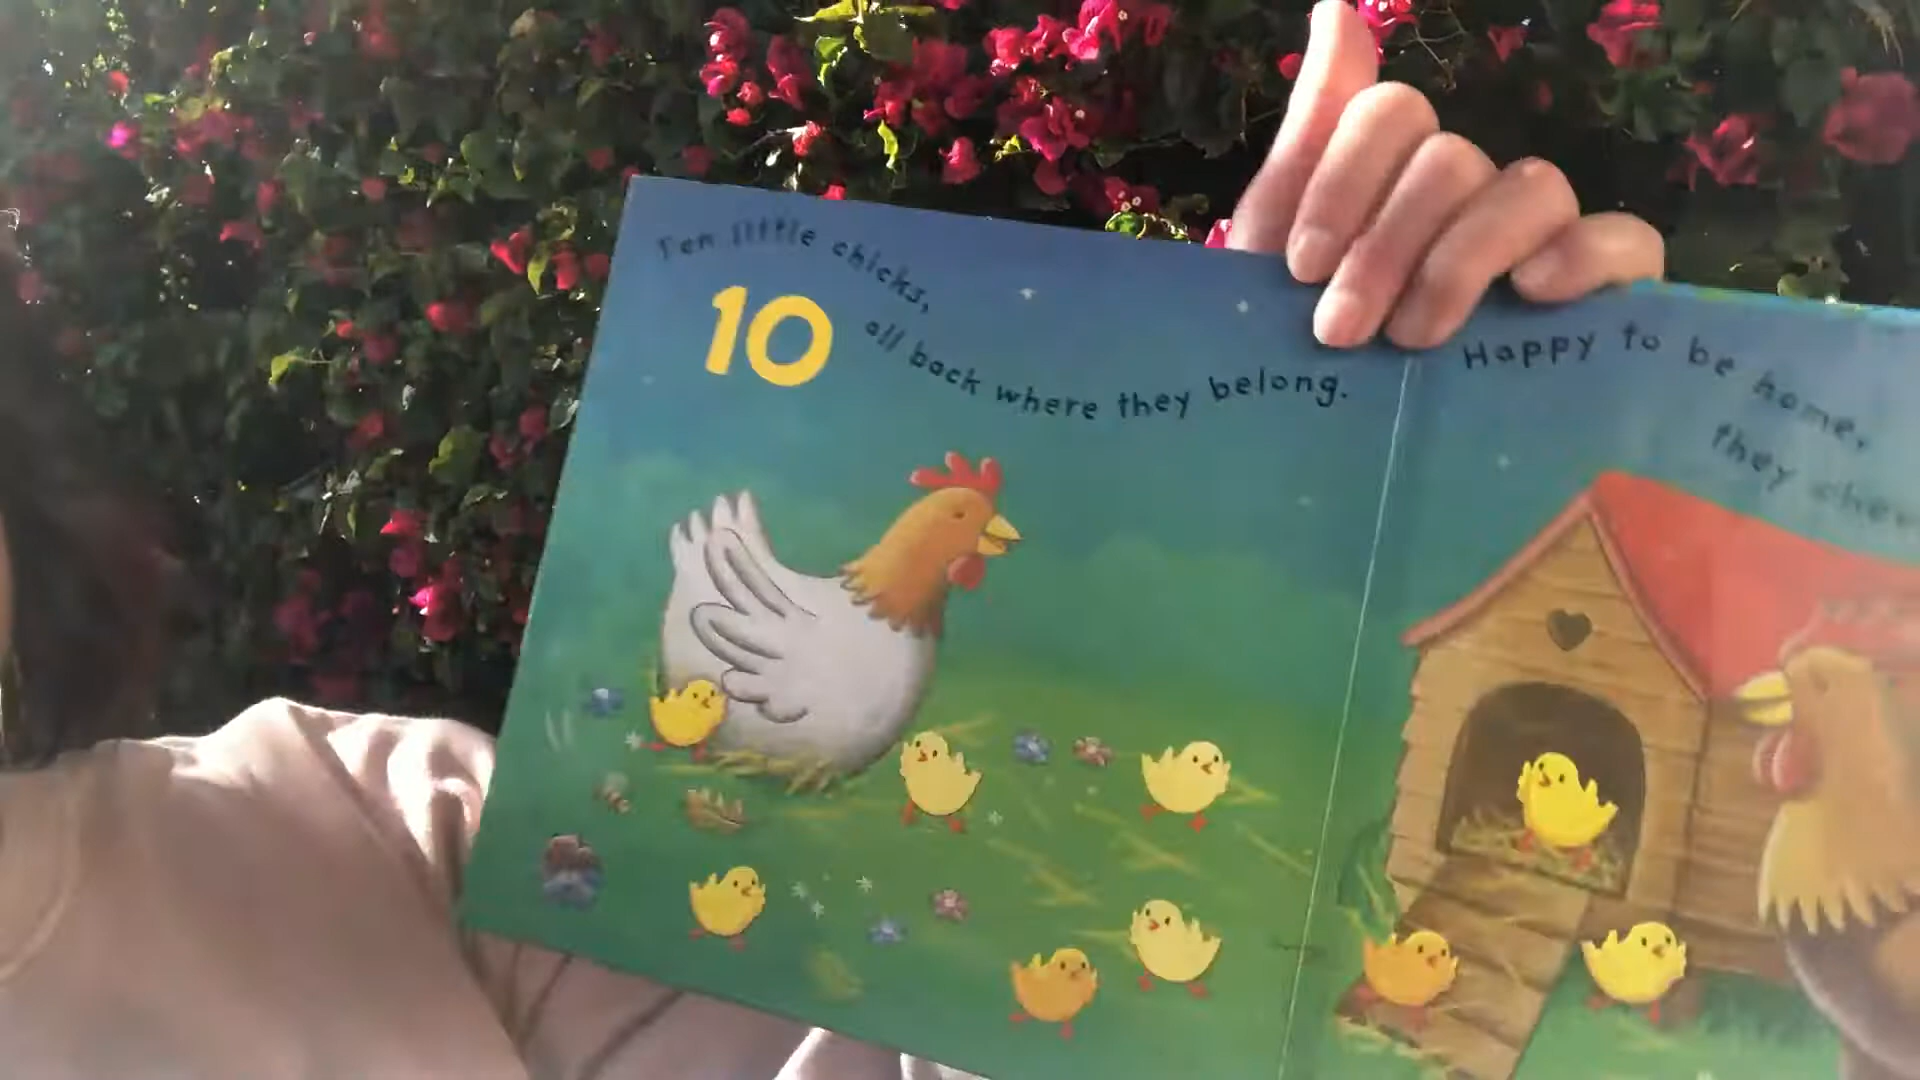 Ten little chicks,
10
all back where they belong.
Happy to be home,
they